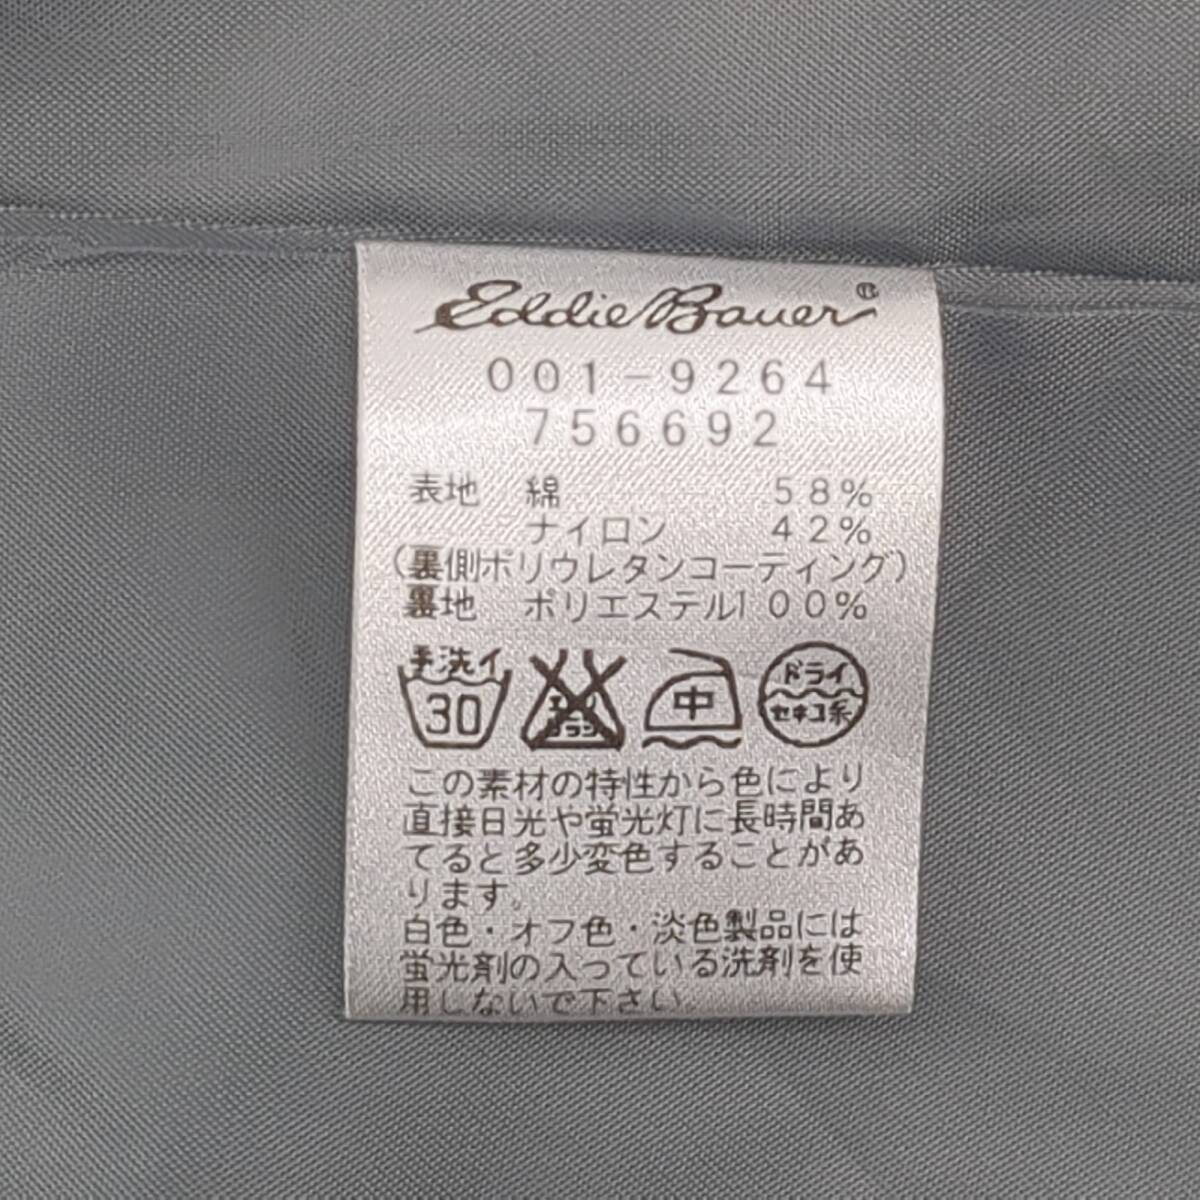 Eddie Bauer®
001-9264
756692
表地 綿 58%
ナイロン 42%
(裏側ポリウレタンコーティング)
裏地 ポリエステル100%
手洗イ 30 エンソ サラシ 中 ドライ セキユ系
この素材の特性から色により
直接日光や蛍光灯に長時間あ
てると多少変色することがあ
ります。
白色・オフ色・淡色製品には
蛍光剤の入っている洗剤を使
用しないで下さい。